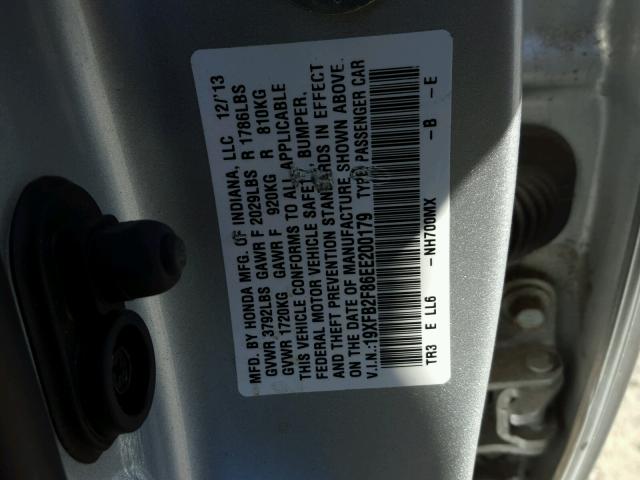 MFD. BY HONDA MFG. OF INDIANA, LLC 12/'13
GVWR 3792LBS GAWR F 2029LBS R 1786LBS
GVWR 1720KG GAWR F 920KG R 810KG
THIS VEHICLE CONFORMS TO ALL APPLICABLE
FEDERAL MOTOR VEHICLE SAFETY, BUMPER,
AND THEFT PREVENTION STANDARDS IN EFFECT
ON THE DATE OF MANUFACTURE SHOWN ABOVE.
V.I.N.:19XFB2F86EE200179 TYPE: PASSENGER CAR
TR3 E LL6 -NH700MX -B -E